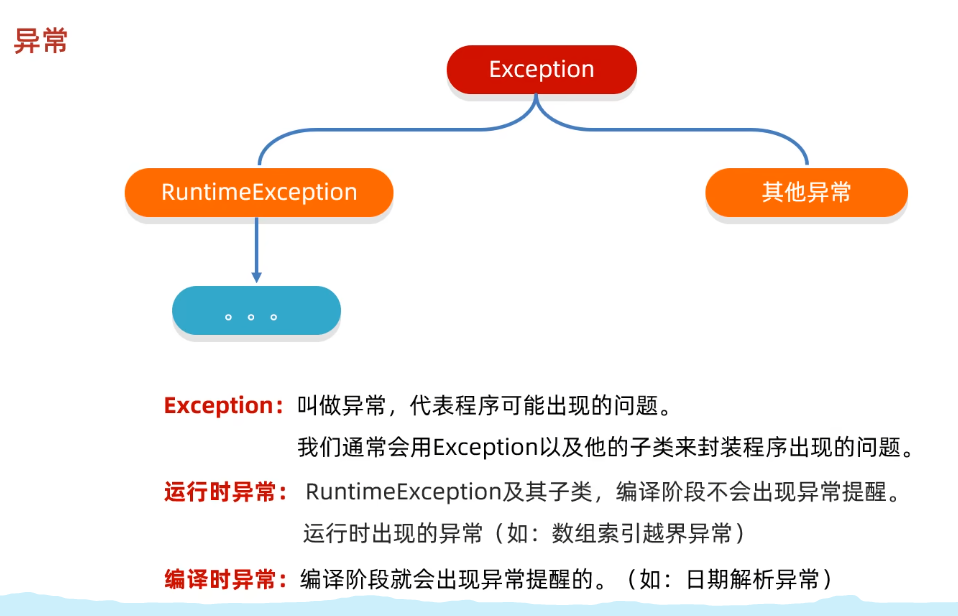 异常
Exception
RuntimeException
其他异常
。。。
Exception：叫做异常，代表程序可能出现的问题。
我们通常会用Exception以及他的子类来封装程序出现的问题。
运行时异常： RuntimeException及其子类，编译阶段不会出现异常提醒。
运行时出现的异常（如：数组索引越界异常）
编译时异常：编译阶段就会出现异常提醒的。（如：日期解析异常）